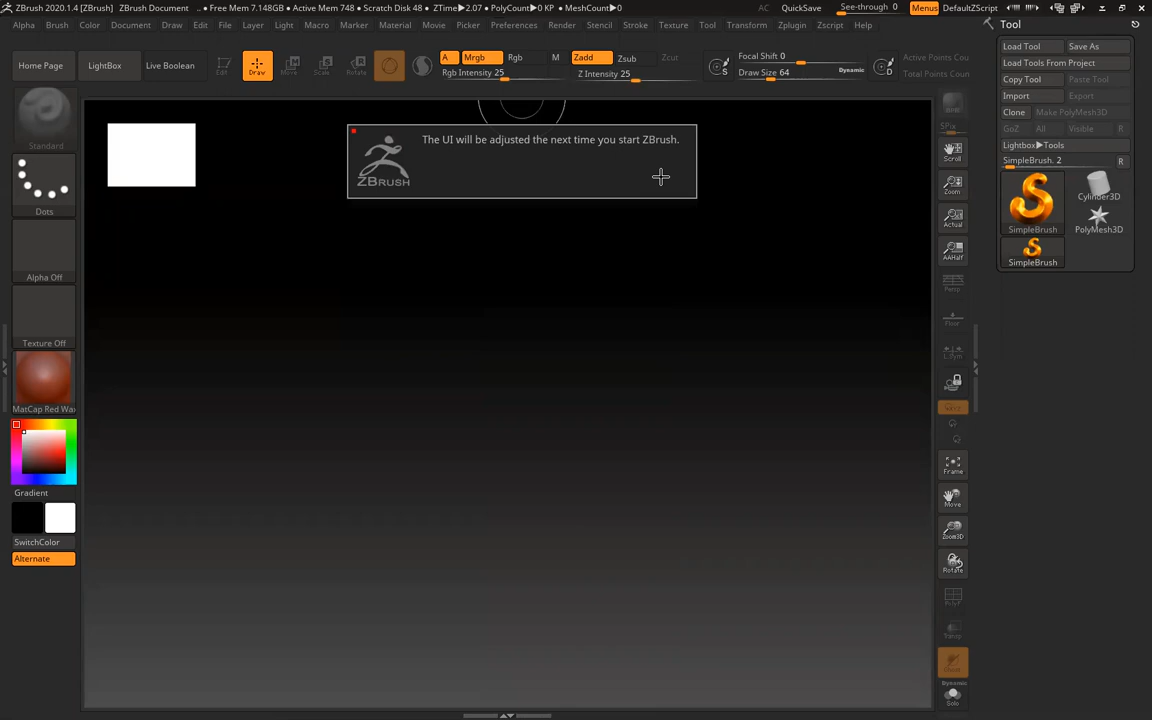 ZBrush 2020.1.4 [ZBrush] ZBrush Document .. • Free Mem 7.148GB • Active Mem 748 • Scratch Disk 48 • ZTime▶2.07 • PolyCount▶0 KP • MeshCount▶0 AC QuickSave See-through 0 Menus DefaultZScript
Alpha Brush Color Document Draw Edit File Layer Light Macro Marker Material Movie Picker Preferences Render Stencil Stroke Texture Tool Transform Zplugin Zscript Help
Home Page LightBox Live Boolean Edit Draw Move Scale Rotate
A Mrgb Rgb M Zadd Zsub Zcut
Rgb Intensity 25 Z Intensity 25
Focal Shift 0
Draw Size 64 Dynamic
S D
Active Points Cou
Total Points Coun
Standard
Dots
Alpha Off
Texture Off
MatCap Red Wax
Gradient
SwitchColor
Alternate
The UI will be adjusted the next time you start ZBrush.
ZBRUSH
SPix
Scroll
Zoom
Actual
AAHalf
Persp
Floor
L.Sym
Frame
Move
Zoom3D
Rotate
PolyF
Transp
Ghost
Dynamic
Solo
Tool
Load Tool Save As
Load Tools From Project
Copy Tool Paste Tool
Import Export
Clone Make PolyMesh3D
GoZ All Visible R
Lightbox▶Tools
SimpleBrush. 2 R
SimpleBrush
Cylinder3D
PolyMesh3D
SimpleBrush